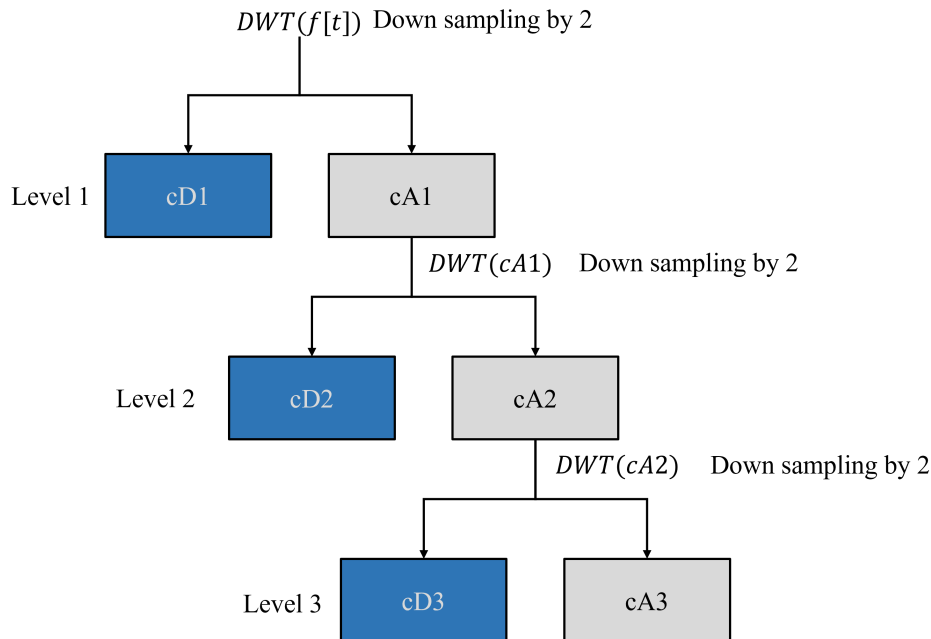 DWT(f[t]) Down sampling by 2
Level 1 cD1 cA1
DWT(cA1) Down sampling by 2
Level 2 cD2 cA2
DWT(cA2) Down sampling by 2
Level 3 cD3 cA3